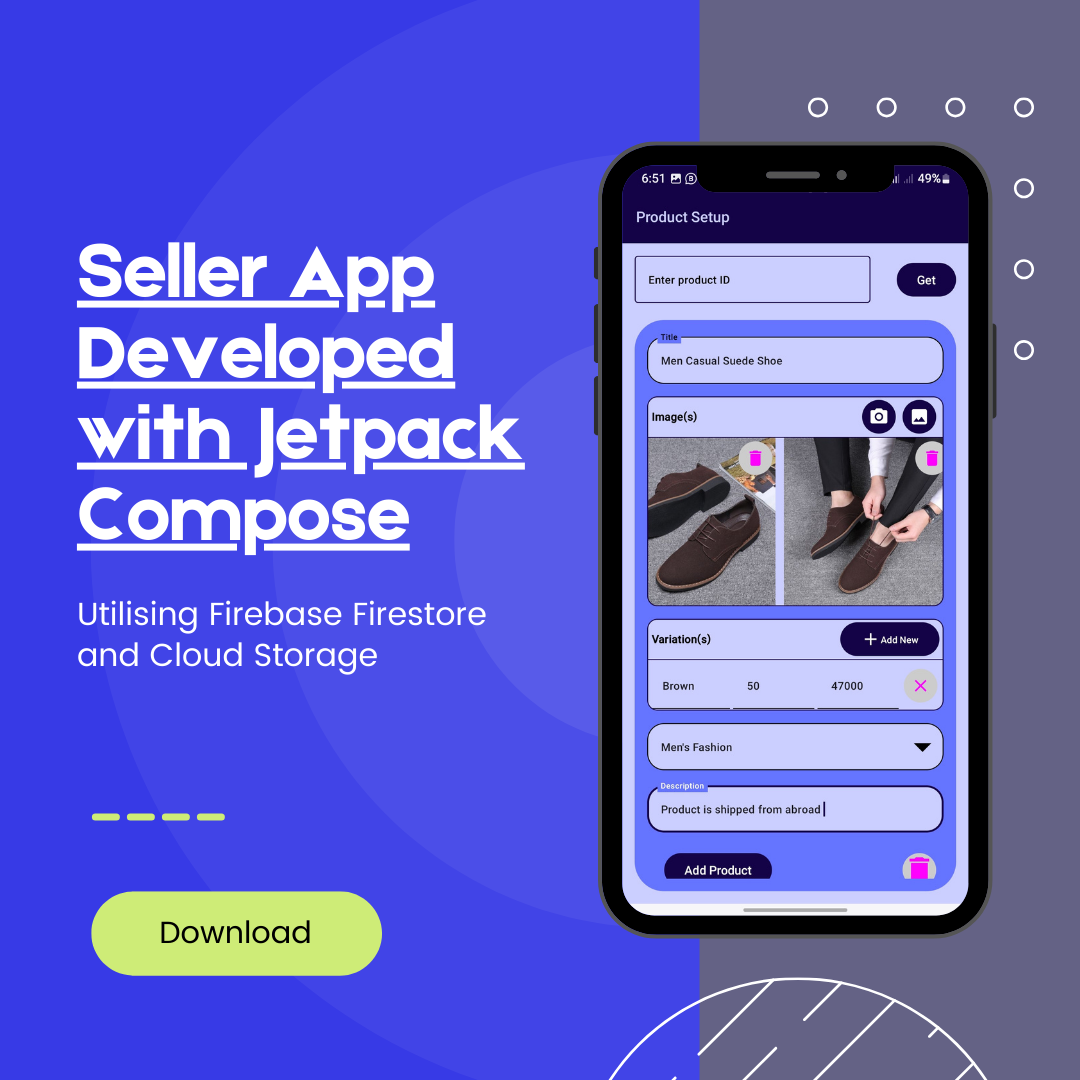 Seller App
Developed
with Jetpack
Compose
Utilising Firebase Firestore
and Cloud Storage
Download
6:51
49%
Product Setup
Enter product ID
Get
Title
Men Casual Suede Shoe
Image(s)
Variation(s)
+ Add New
Brown 50 47000
Men's Fashion
Description
Product is shipped from abroad
Add Product